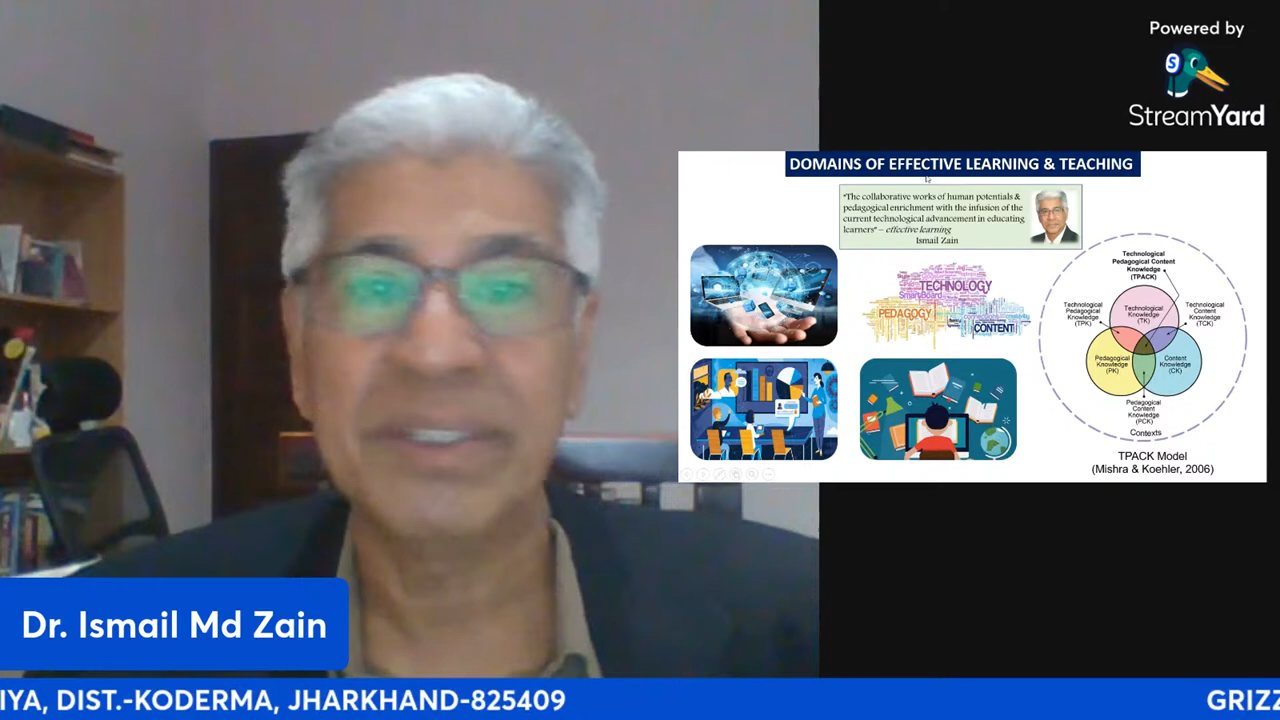 Powered by
StreamYard
DOMAINS OF EFFECTIVE LEARNING & TEACHING
"The collaborative works of human potentials &
pedagogical enrichment with the infusion of the
current technological advancement in educating
learners" – effective learning
Ismail Zain
TECHNOLOGY
SmartBoard
PEDAGOGY
CONTENT
Technological
Pedagogical Content
Knowledge
(TPACK)
Technological
Pedagogical
Knowledge
(TPK)
Technological
Knowledge
(TK)
Technological
Content
Knowledge
(TCK)
Pedagogical
Knowledge
(PK)
Content
Knowledge
(CK)
Pedagogical
Content
Knowledge
(PCK)
Contexts
TPACK Model
(Mishra & Koehler, 2006)
Dr. Ismail Md Zain
IYA, DIST.-KODERMA, JHARKHAND-825409
GRIZZ